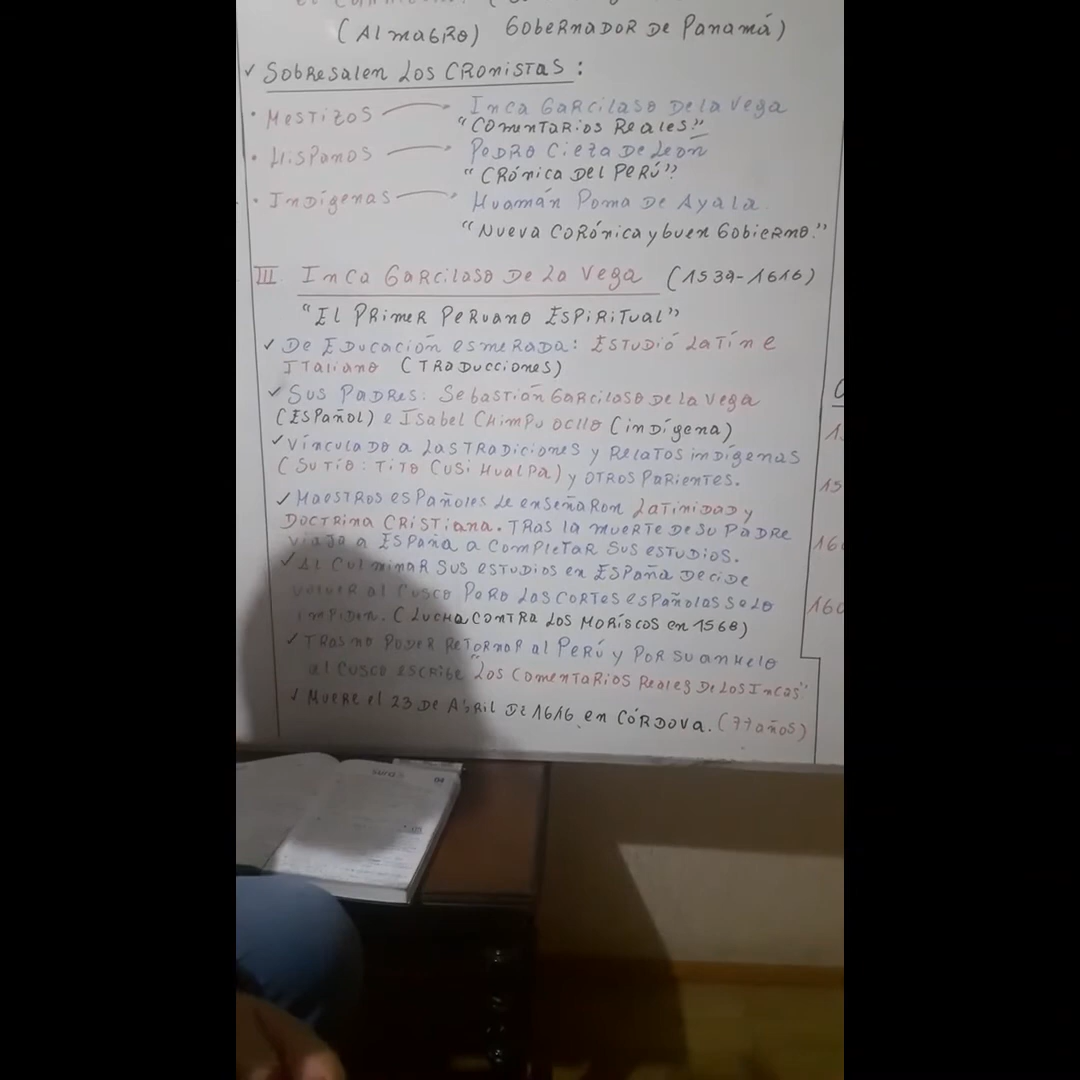 (Almagro) Gobernador de Panamá)
✓ Sobresalen los cronistas:
• Mestizos → Inca Garcilaso de la Vega
"Comentarios Reales"
• Hispanos → Pedro Cieza de León
"Crónica del Perú"
• Indígenas → Huamán Poma de Ayala
"Nueva corónica y buen gobierno."
III Inca Garcilaso de la Vega (1539-1616)
"El primer peruano espiritual"
✓ De educación esmerada: Estudió latín e
Italiano (Traducciones)
✓ Sus padres: Sebastián Garcilaso de la Vega
(Español) e Isabel Chimpu Ocllo (indígena)
✓ Vínculado a las tradiciones y relatos indígenas
(Su tío: Tito Cusi Hualpa) y otros parientes.
✓ Maestros españoles le enseñaron latinidad y
doctrina cristiana. Tras la muerte de su padre
viaja a España a completar sus estudios.
✓ Al culminar sus estudios en España decide
volver al Cusco pero las cortes españolas se lo
impiden. (Lucha contra los moriscos en 1568)
✓ Tras no poder retornar al Perú y por su anhelo
al Cusco escribe "Los Comentarios Reales de los Incas"
✓ Muere el 23 de Abril de 1616 en Córdova. (77 años)
15
160